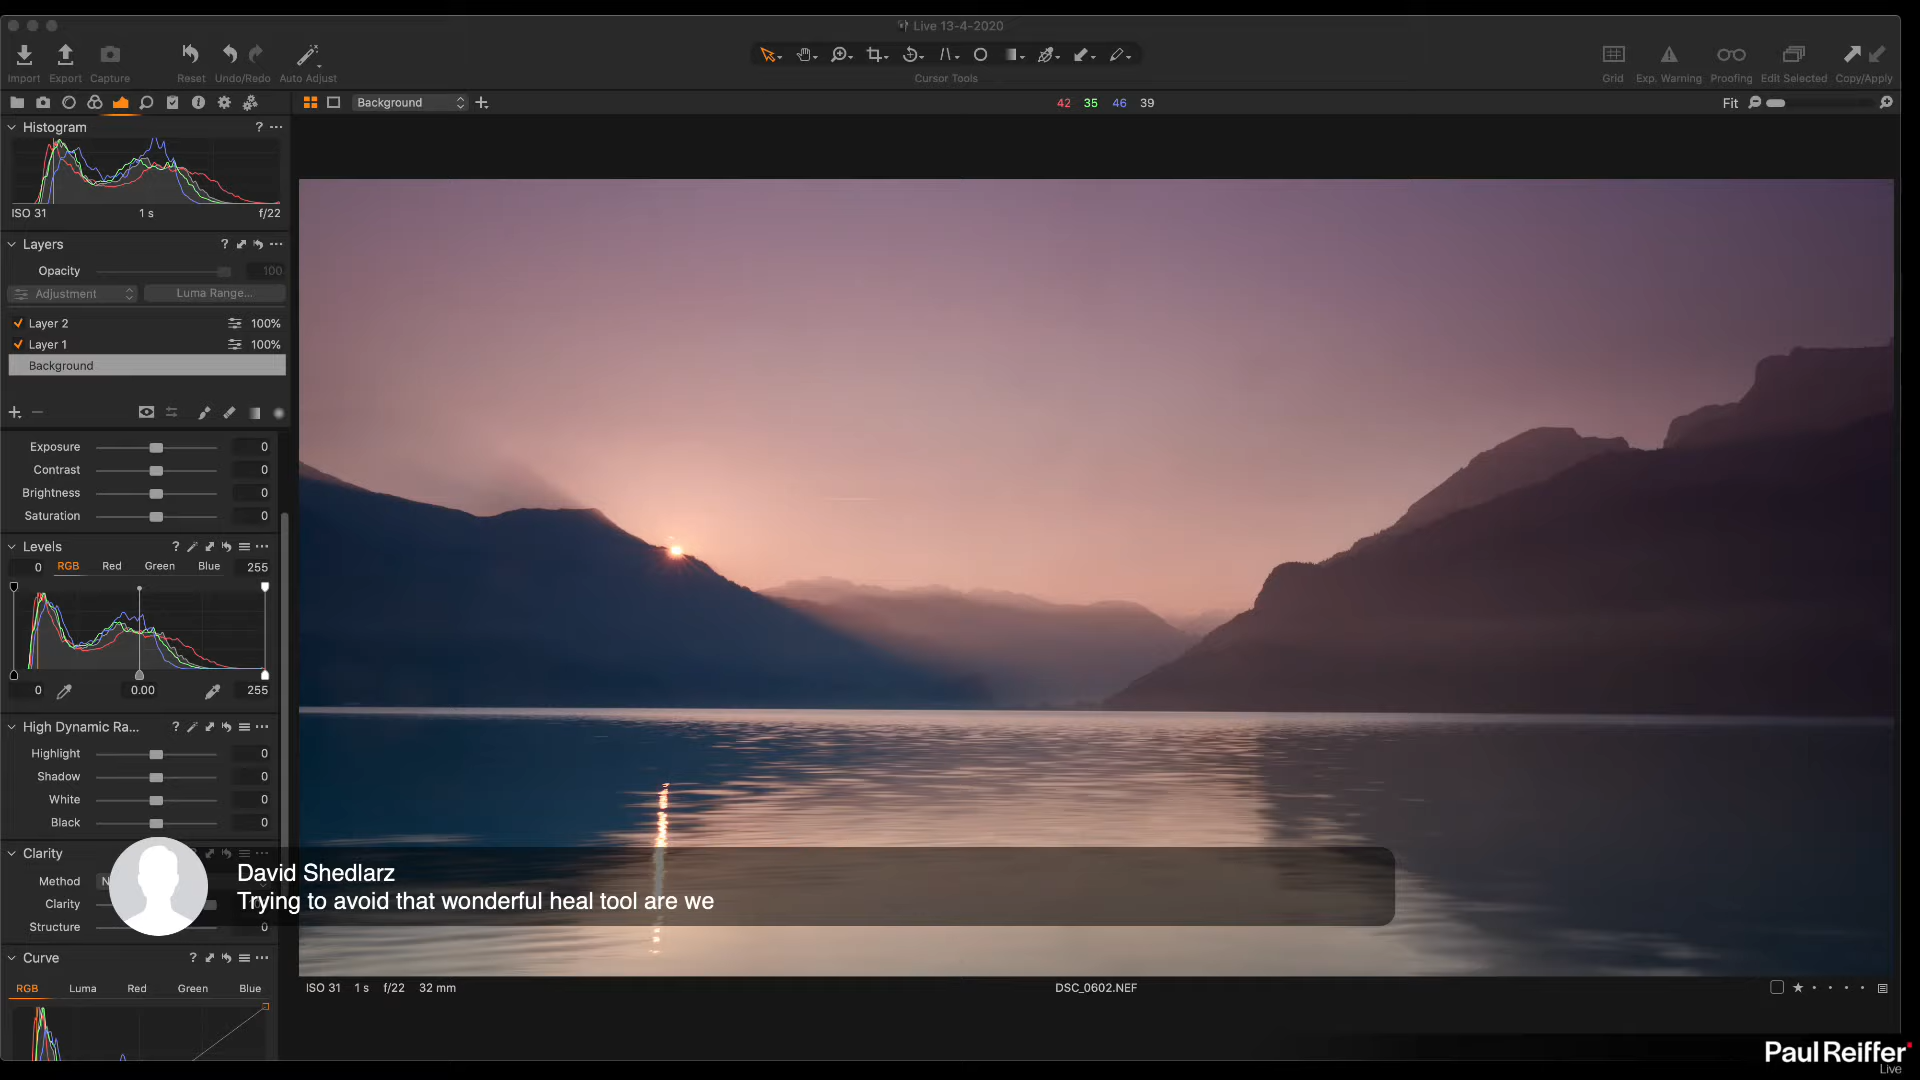 Live 13-4-2020
Import Export Capture Reset Undo/Redo Auto Adjust Cursor Tools Grid Exp. Warning Proofing Edit Selected Copy/Apply
Background 42 35 46 39 Fit
Histogram ?
ISO 31 1 s f/22
Layers ?
Opacity 100
Adjustment Luma Range...
Layer 2 100%
Layer 1 100%
Background
Exposure 0
Contrast 0
Brightness 0
Saturation 0
Levels ?
0 RGB Red Green Blue 255
0 0.00 255
High Dynamic Ra... ?
Highlight 0
Shadow 0
White 0
Black 0
Clarity
Method N
Clarity
Structure 0
David Shedlarz
Trying to avoid that wonderful heal tool are we
Curve ?
RGB Luma Red Green Blue
ISO 31 1 s f/22 32 mm DSC_0602.NEF
Paul Reiffer
Live